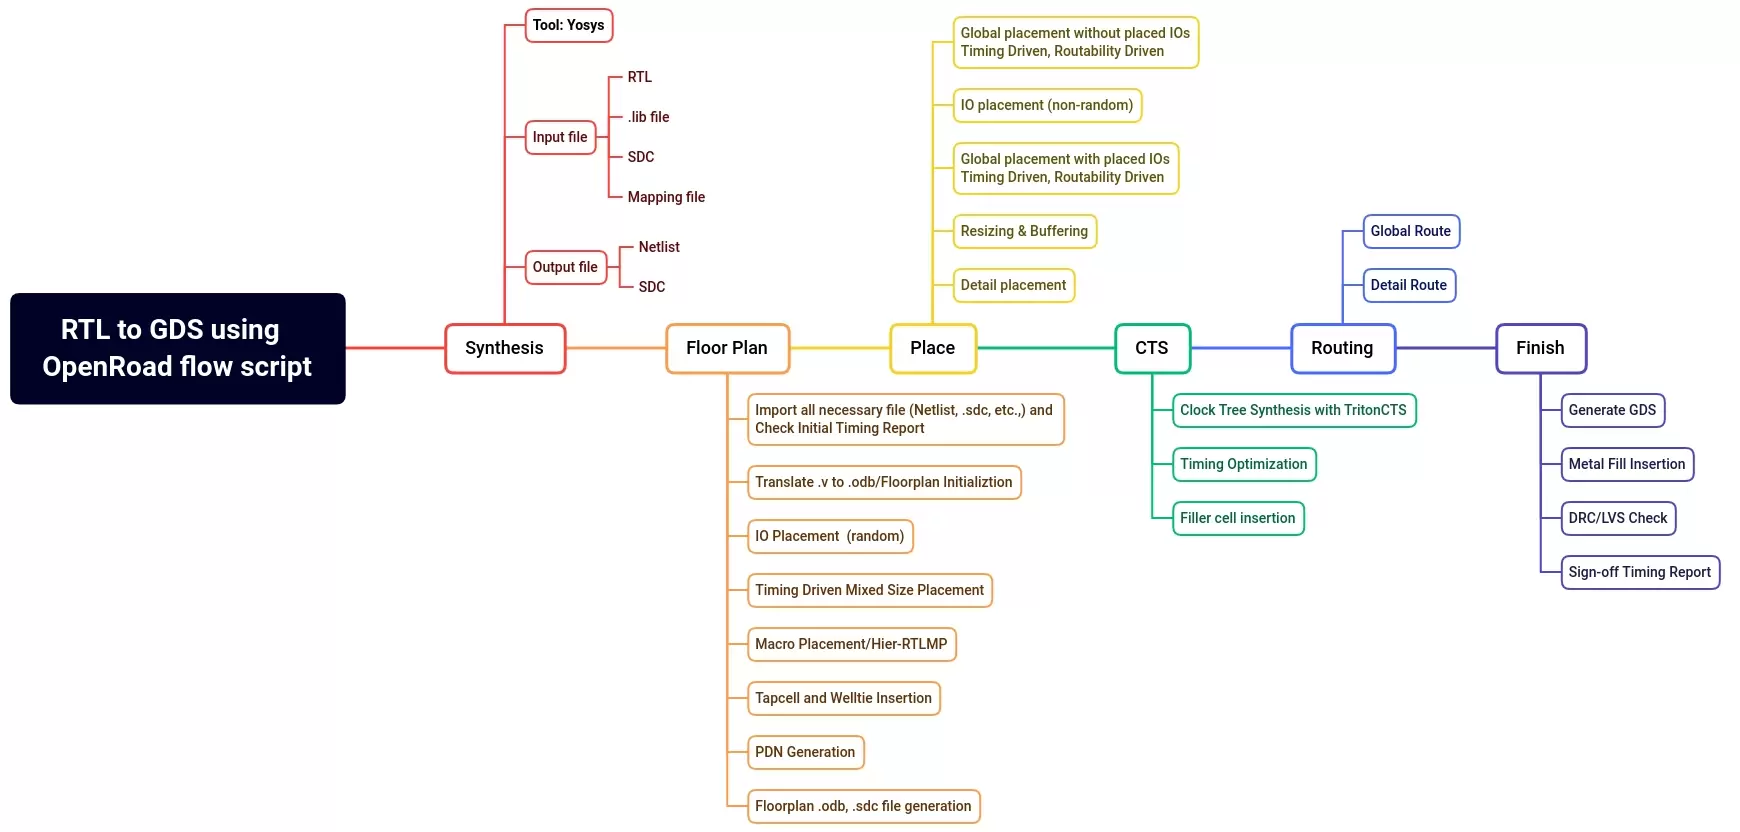 RTL to GDS using
OpenRoad flow script
Synthesis
Tool: Yosys
Input file
RTL
.lib file
SDC
Mapping file
Output file
Netlist
SDC
Floor Plan
Import all necessary file (Netlist, .sdc, etc.,) and
Check Initial Timing Report
Translate .v to .odb/Floorplan Initializtion
IO Placement (random)
Timing Driven Mixed Size Placement
Macro Placement/Hier-RTLMP
Tapcell and Welltie Insertion
PDN Generation
Floorplan .odb, .sdc file generation
Place
Global placement without placed IOs
Timing Driven, Routability Driven
IO placement (non-random)
Global placement with placed IOs
Timing Driven, Routability Driven
Resizing & Buffering
Detail placement
CTS
Clock Tree Synthesis with TritonCTS
Timing Optimization
Filler cell insertion
Routing
Global Route
Detail Route
Finish
Generate GDS
Metal Fill Insertion
DRC/LVS Check
Sign-off Timing Report